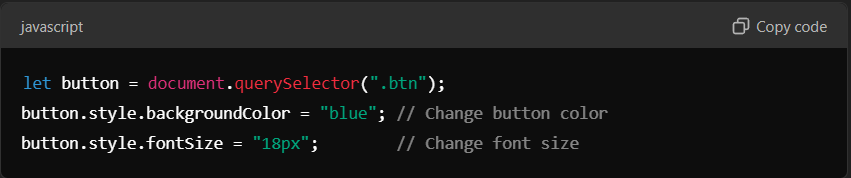 javascript
Copy code
let button = document.querySelector(".btn");
button.style.backgroundColor = "blue"; // Change button color
button.style.fontSize = "18px";        // Change font size